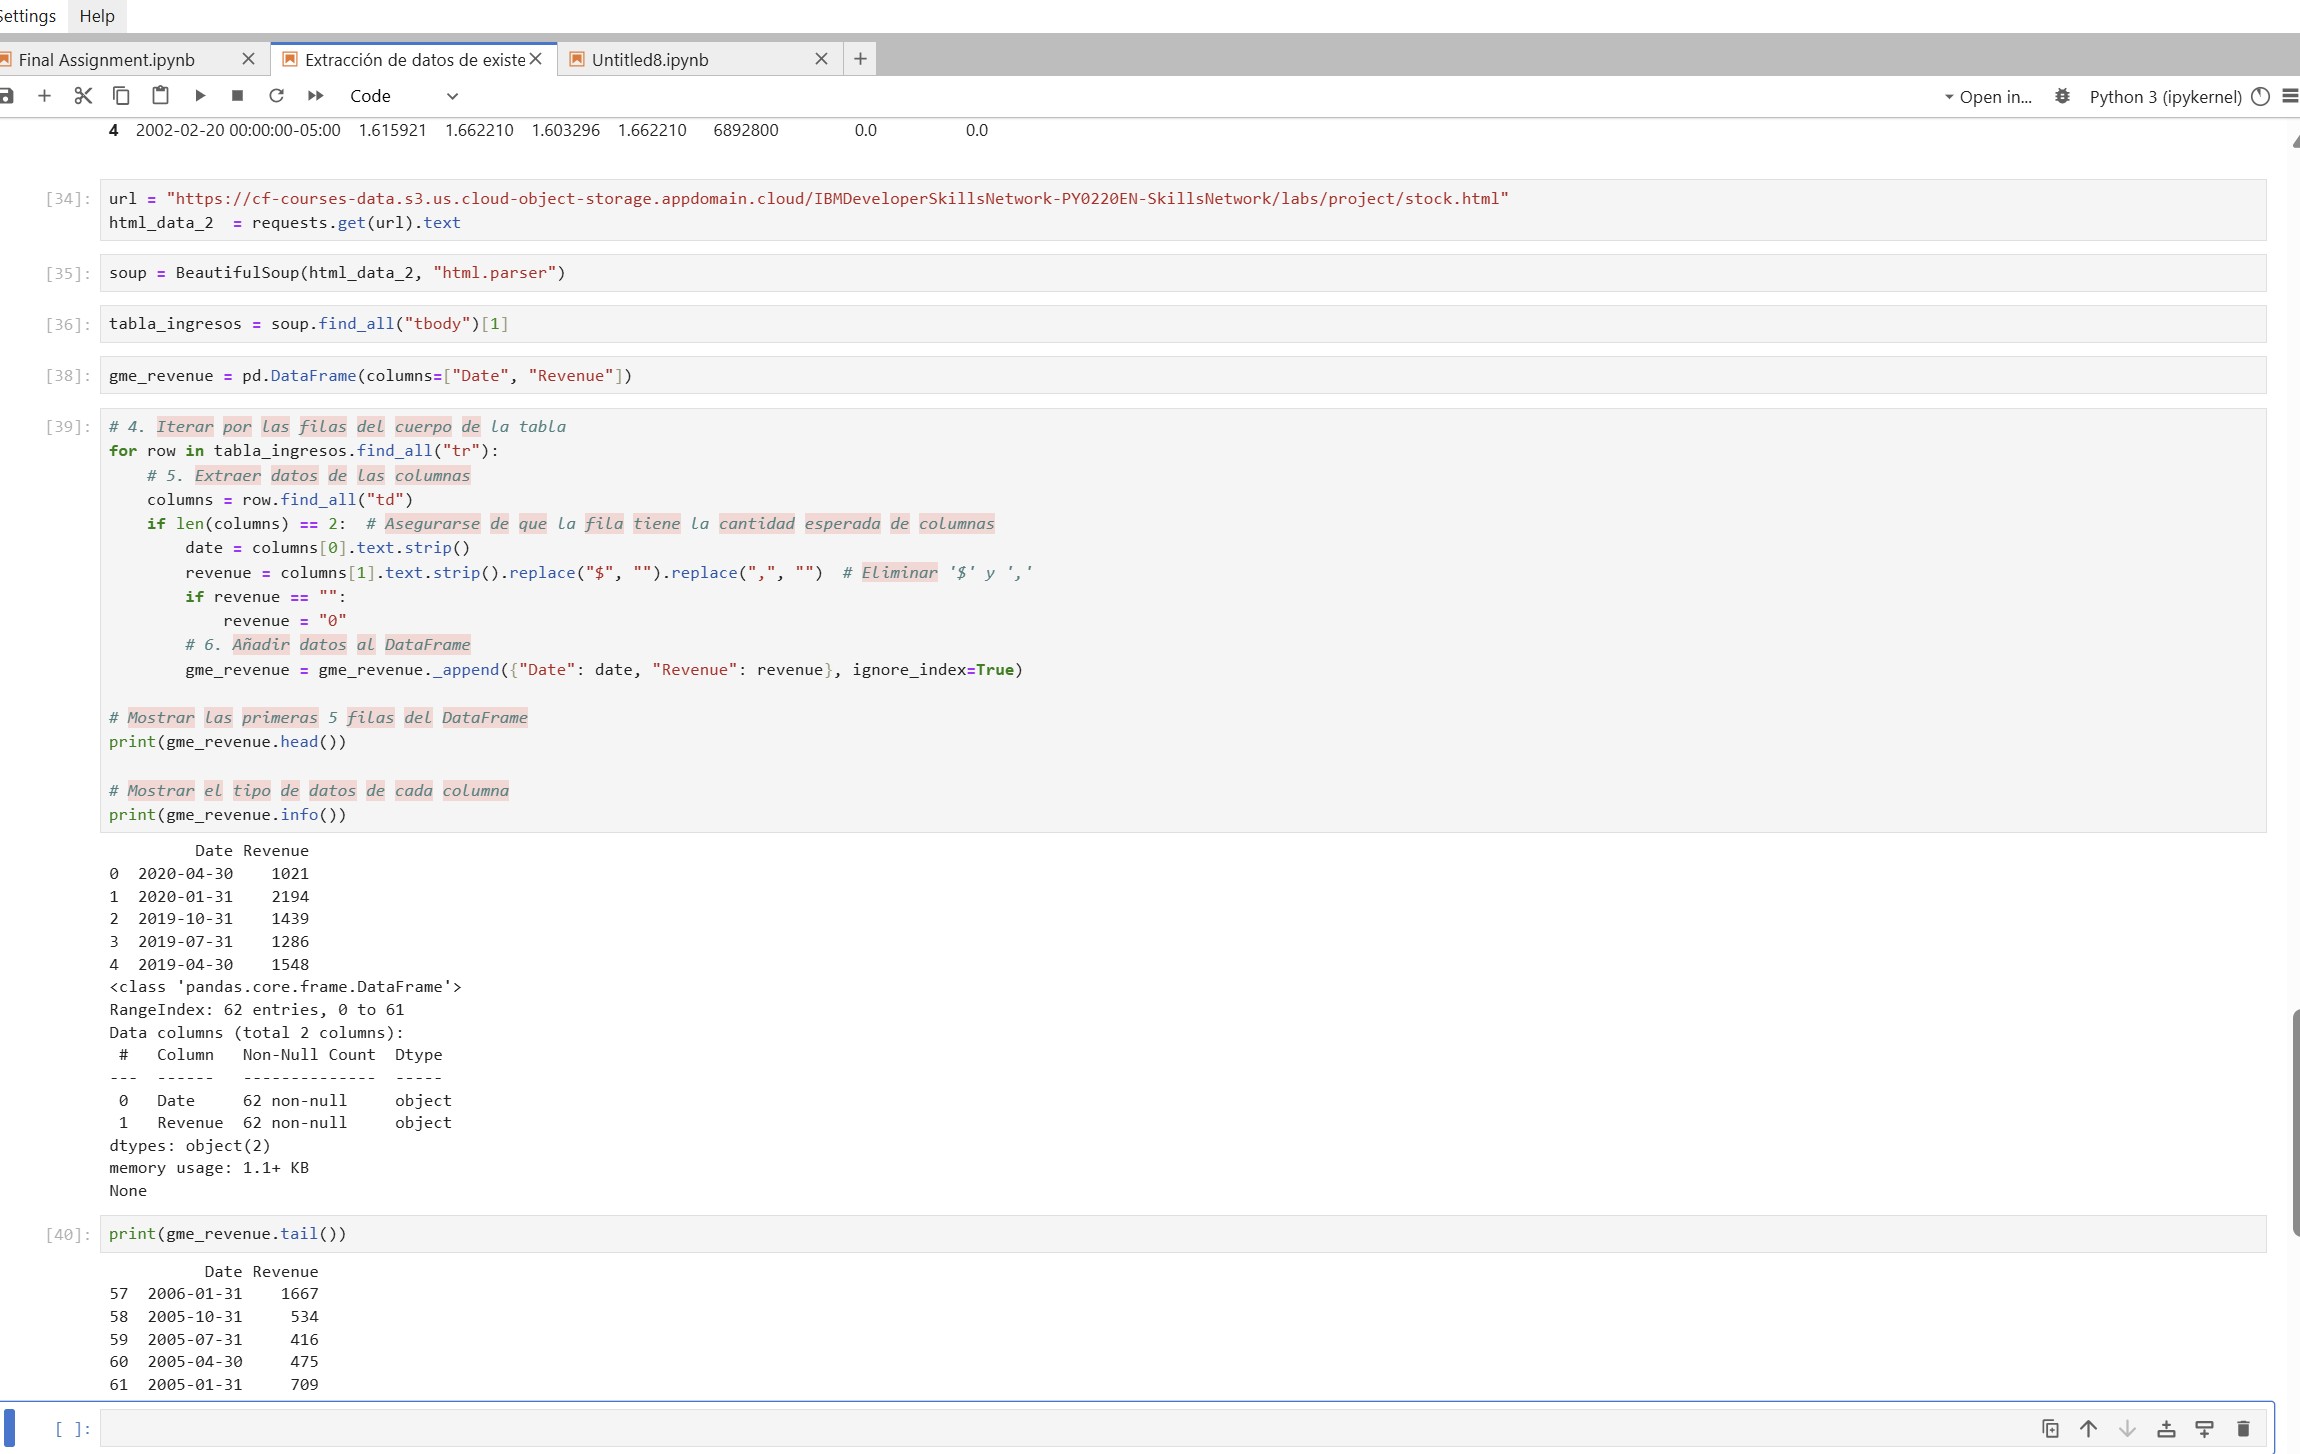 Settings Help
Final Assignment.ipynb Extracción de datos de existe Untitled8.ipynb
Code Open in... Python 3 (ipykernel)
4 2002-02-20 00:00:00-05:00 1.615921 1.662210 1.603296 1.662210 6892800 0.0 0.0
[34]: url = "https://cf-courses-data.s3.us.cloud-object-storage.appdomain.cloud/IBMDeveloperSkillsNetwork-PY0220EN-SkillsNetwork/labs/project/stock.html"
html_data_2  = requests.get(url).text
[35]: soup = BeautifulSoup(html_data_2, "html.parser")
[36]: tabla_ingresos = soup.find_all("tbody")[1]
[38]: gme_revenue = pd.DataFrame(columns=["Date", "Revenue"])
[39]: # 4. Iterar por las filas del cuerpo de la tabla
for row in tabla_ingresos.find_all("tr"):
    # 5. Extraer datos de las columnas
    columns = row.find_all("td")
    if len(columns) == 2:  # Asegurarse de que la fila tiene la cantidad esperada de columnas
        date = columns[0].text.strip()
        revenue = columns[1].text.strip().replace("$", "").replace(",", "")  # Eliminar '$' y ','
        if revenue == "":
            revenue = "0"
        # 6. Añadir datos al DataFrame
        gme_revenue = gme_revenue._append({"Date": date, "Revenue": revenue}, ignore_index=True)
# Mostrar las primeras 5 filas del DataFrame
print(gme_revenue.head())
# Mostrar el tipo de datos de cada columna
print(gme_revenue.info())
Date Revenue
0 2020-04-30 1021
1 2020-01-31 2194
2 2019-10-31 1439
3 2019-07-31 1286
4 2019-04-30 1548
<class 'pandas.core.frame.DataFrame'>
RangeIndex: 62 entries, 0 to 61
Data columns (total 2 columns):
# Column Non-Null Count Dtype
--- ------ -------------- -----
0 Date 62 non-null object
1 Revenue 62 non-null object
dtypes: object(2)
memory usage: 1.1+ KB
None
[40]: print(gme_revenue.tail())
Date Revenue
57 2006-01-31 1667
58 2005-10-31 534
59 2005-07-31 416
60 2005-04-30 475
61 2005-01-31 709
[ ]: